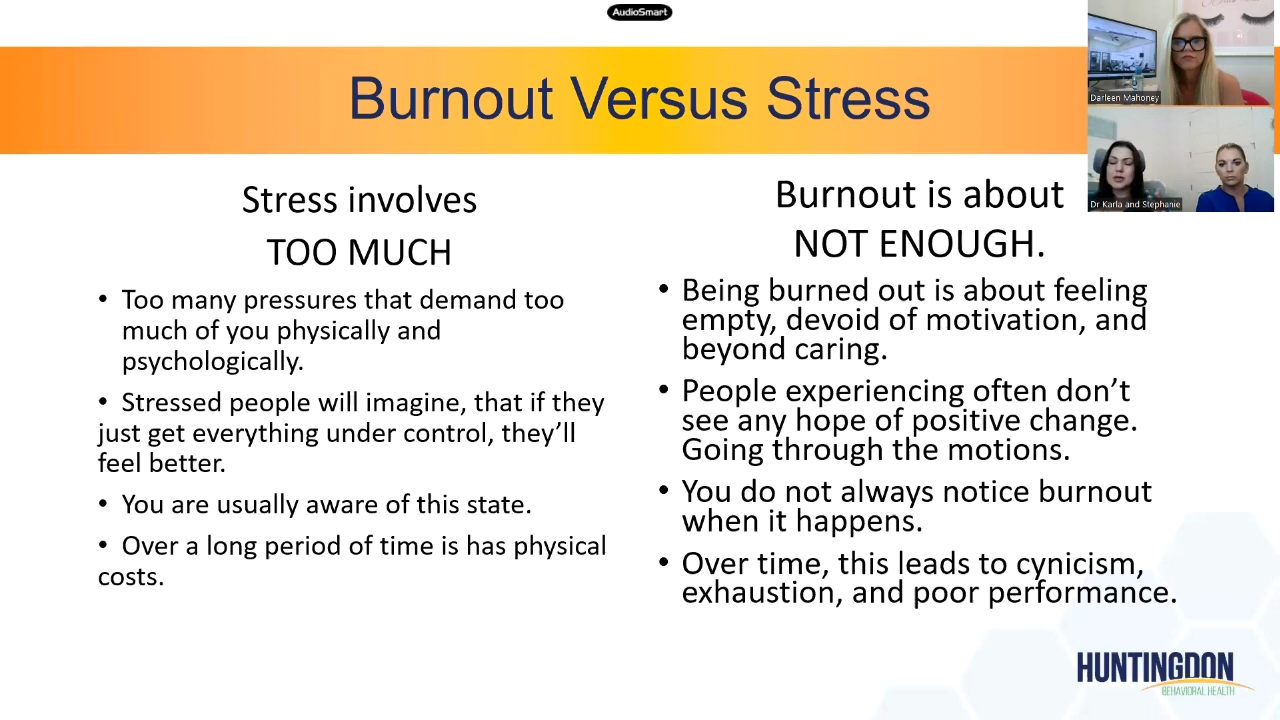 AudioSmart
Burnout Versus Stress
Darleen Mahoney
Dr Karla and Stephanie
Stress involves
TOO MUCH
• Too many pressures that demand too
much of you physically and
psychologically.
• Stressed people will imagine, that if they
just get everything under control, they’ll
feel better.
• You are usually aware of this state.
• Over a long period of time is has physical
costs.
Burnout is about
NOT ENOUGH.
• Being burned out is about feeling
empty, devoid of motivation, and
beyond caring.
• People experiencing often don’t
see any hope of positive change.
Going through the motions.
• You do not always notice burnout
when it happens.
• Over time, this leads to cynicism,
exhaustion, and poor performance.
HUNTINGDON
BEHAVIORAL HEALTH